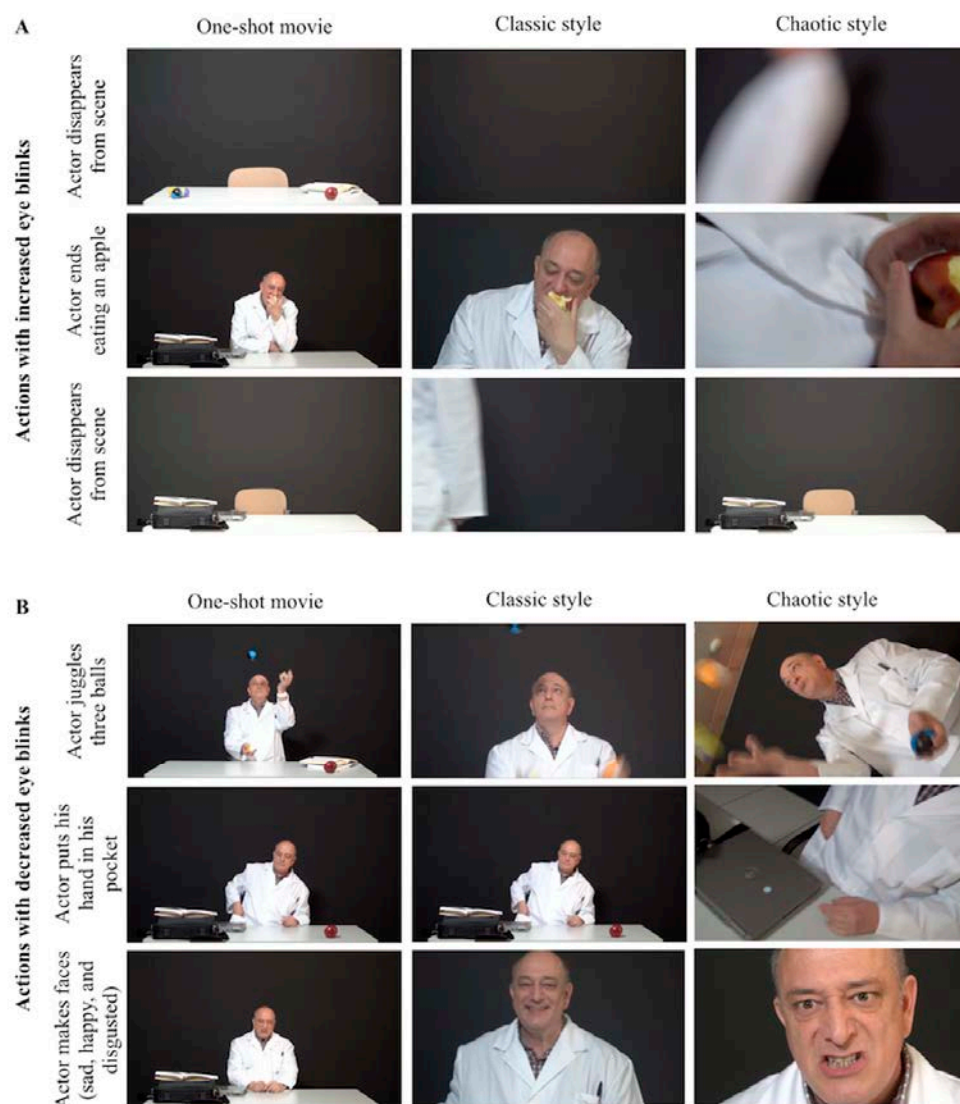 A
One-shot movie
Classic style
Chaotic style
Actions with increased eye blinks
Actor disappears
from scene
Actor ends
eating an apple
Actor disappears
from scene
B
One-shot movie
Classic style
Chaotic style
Actions with decreased eye blinks
Actor juggles
three balls
Actor puts his
hand in his
pocket
Actor makes faces
(sad, happy, and
disgusted)